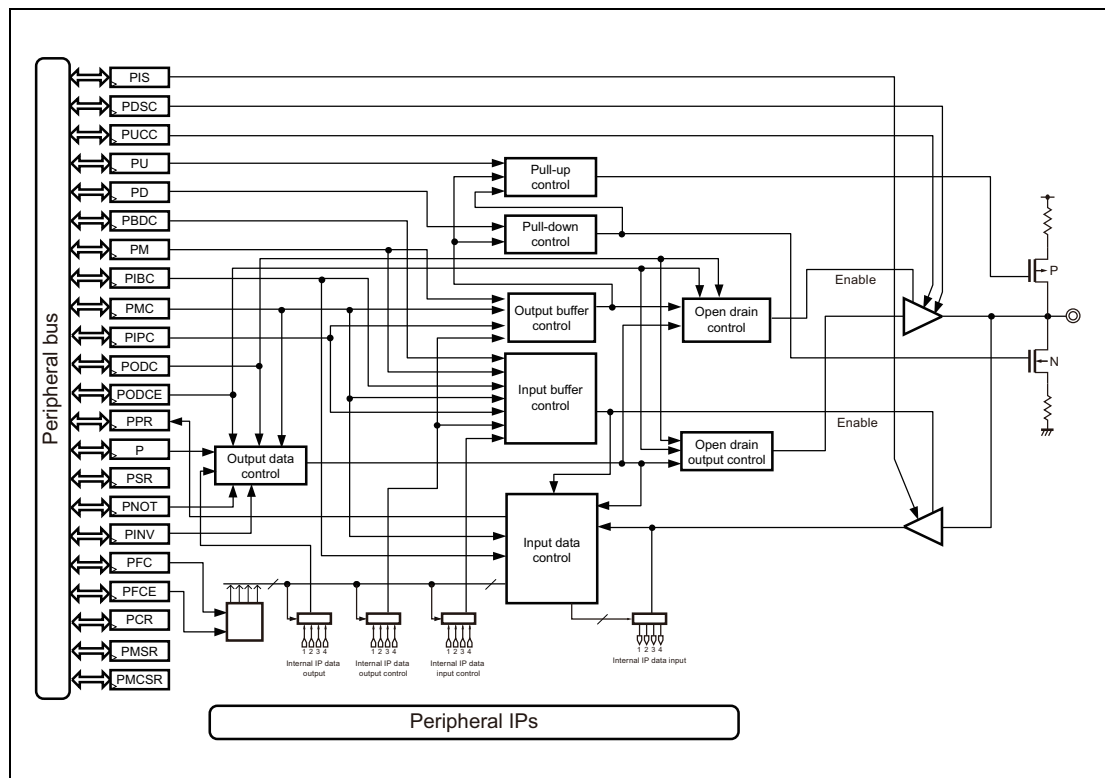 Peripheral bus
PIS
PDSC
PUCC
PU
PD
PBDC
PM
PIBC
PMC
PIPC
PODC
PODCE
PPR
P
PSR
PNOT
PINV
PFC
PFCE
PCR
PMSR
PMCSR
Pull-up
control
Pull-down
control
Output buffer
control
Open drain
control
Input buffer
control
Open drain
output control
Output data
control
Input data
control
Enable
Enable
P
N
1 2 3 4
Internal IP data
output
1 2 3 4
Internal IP data
output control
1 2 3 4
Internal IP data
input control
1 2 3 4
Internal IP data input
Peripheral IPs